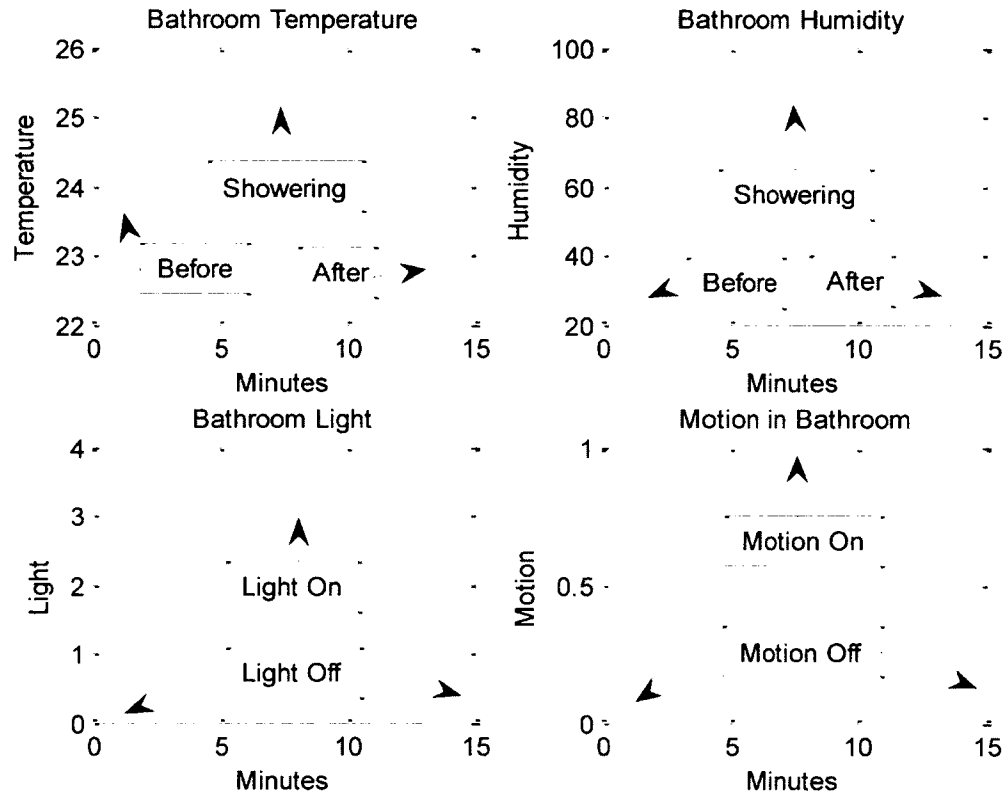 Bathroom Temperature
26
25
24
23
22
Temperature
Showering
Before
After
0
5
10
15
Minutes
Bathroom Humidity
100
80
60
40
20
Humidity
Showering
Before
After
0
5
10
15
Minutes
Bathroom Light
4
3
2
1
0
Light
Light On
Light Off
0
5
10
15
Minutes
Motion in Bathroom
1
0.5
0
Motion
Motion On
Motion Off
0
5
10
15
Minutes